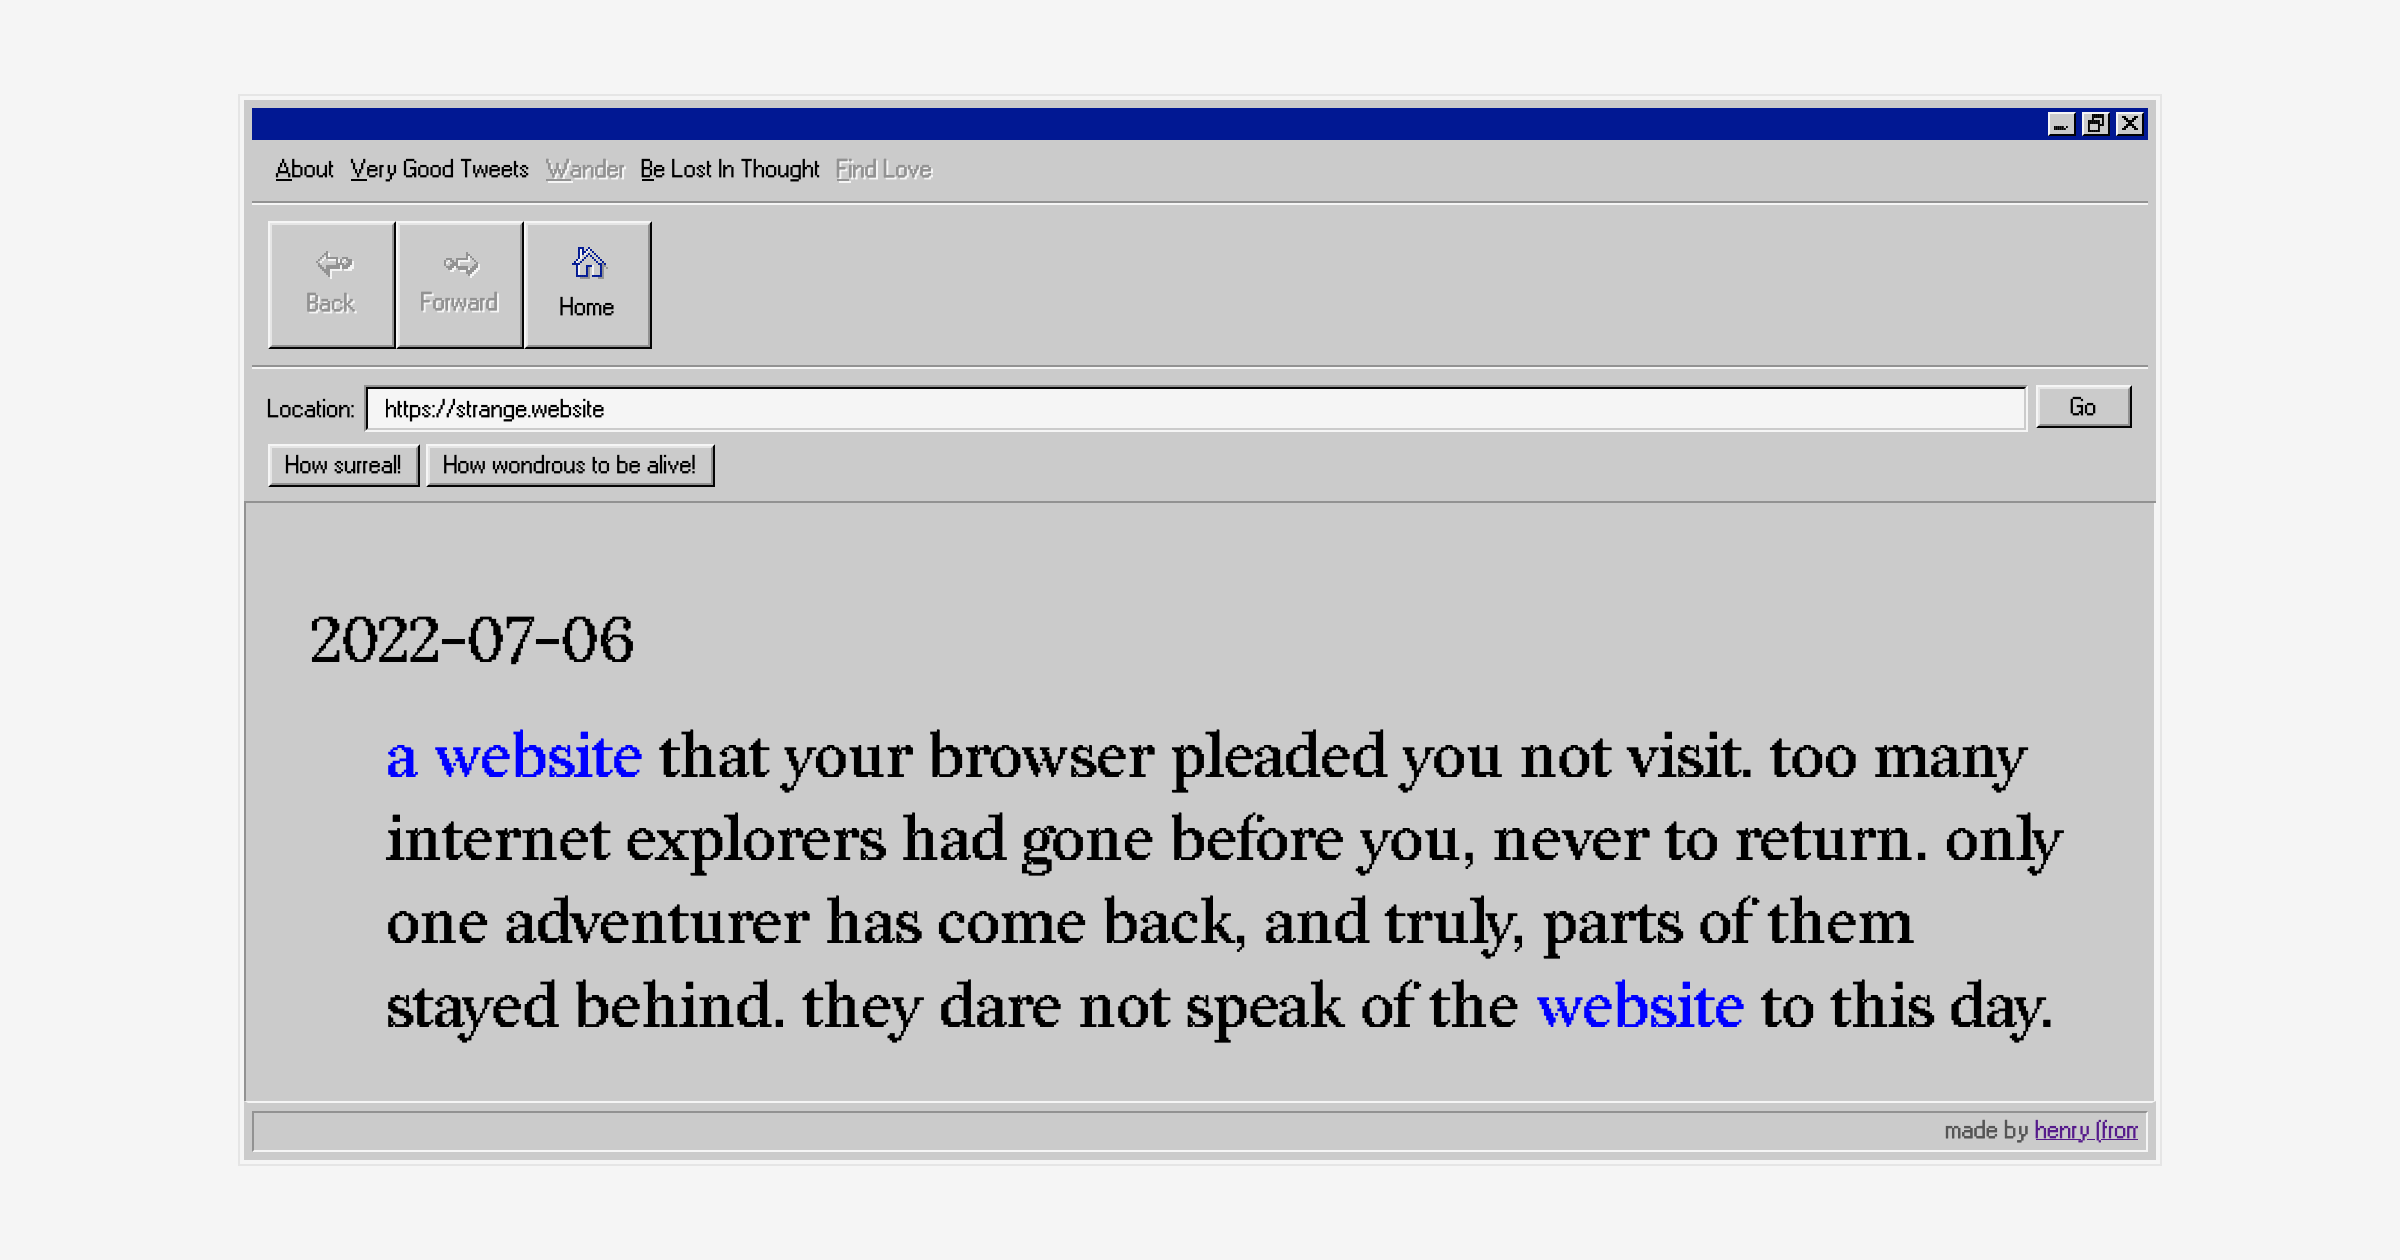 About Very Good Tweets Wander Be Lost In Thought Find Love
Back Forward Home
Location: https://strange.website Go
How surreal! How wondrous to be alive!
2022-07-06
a website that your browser pleaded you not visit. too many
internet explorers had gone before you, never to return. only
one adventurer has come back, and truly, parts of them
stayed behind. they dare not speak of the website to this day.
made by henry (from